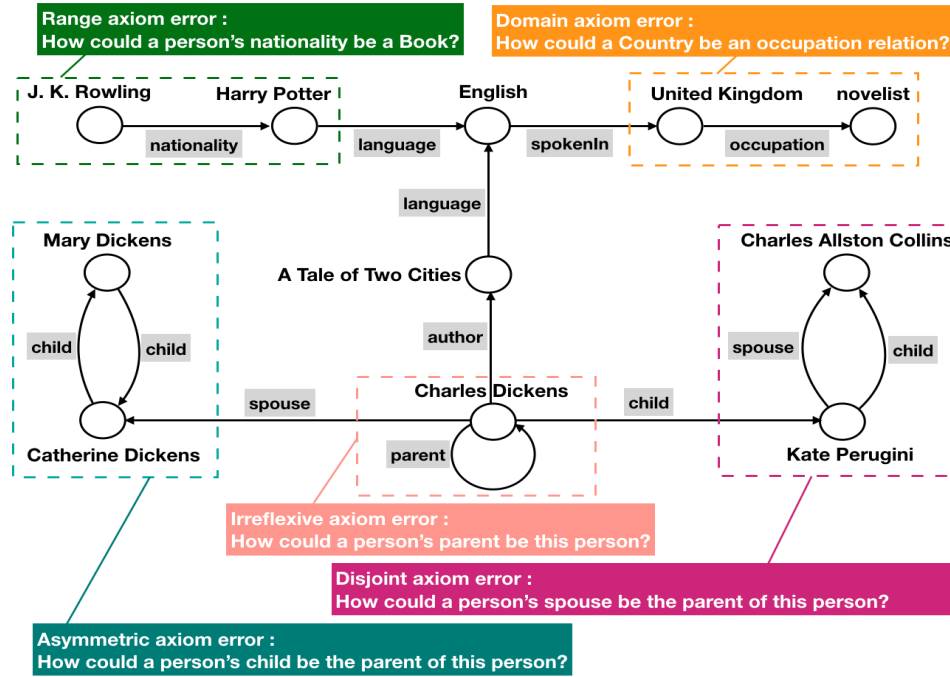 Range axiom error :
How could a person's nationality be a Book?
Domain axiom error :
How could a Country be an occupation relation?
J. K. Rowling
Harry Potter
English
United Kingdom
novelist
nationality
language
spokenIn
occupation
language
Mary Dickens
Charles Allston Collins
A Tale of Two Cities
child
child
author
spouse
child
Charles Dickens
spouse
child
Catherine Dickens
parent
Kate Perugini
Irreflexive axiom error :
How could a person's parent be this person?
Disjoint axiom error :
How could a person's spouse be the parent of this person?
Asymmetric axiom error :
How could a person's child be the parent of this person?